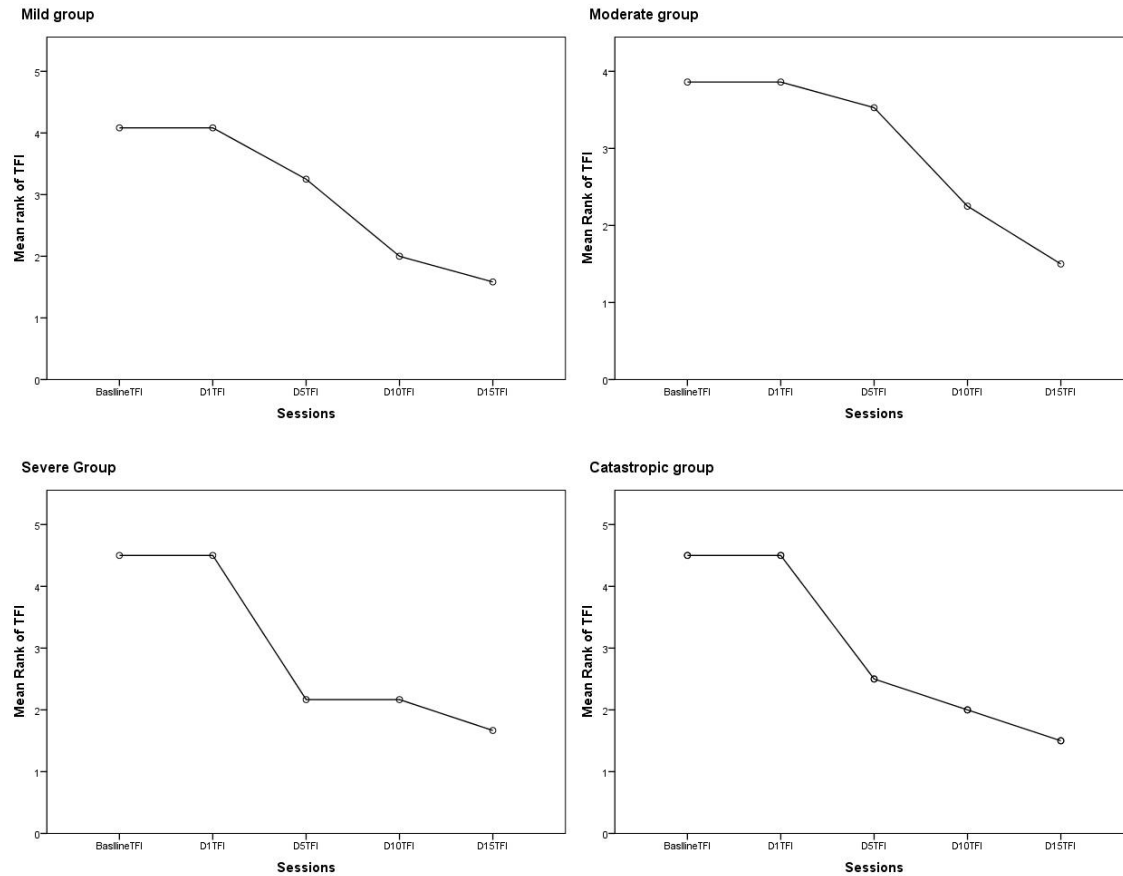 Mild group
Mean rank of TFI
5
4
3
2
1
0
BasllineTFI D1TFI D5TFI D10TFI D15TFI
Sessions
Moderate group
Mean Rank of TFI
4
3
2
1
0
BasllineTFI D1TFI D5TFI D10TFI D15TFI
Sessions
Severe Group
Mean Rank of TFI
5
4
3
2
1
0
BasllineTFI D1TFI D5TFI D10TFI D15TFI
Sessions
Catastropic group
Mean Rank of TFI
5
4
3
2
1
0
BasllineTFI D1TFI D5TFI D10TFI D15TFI
Sessions